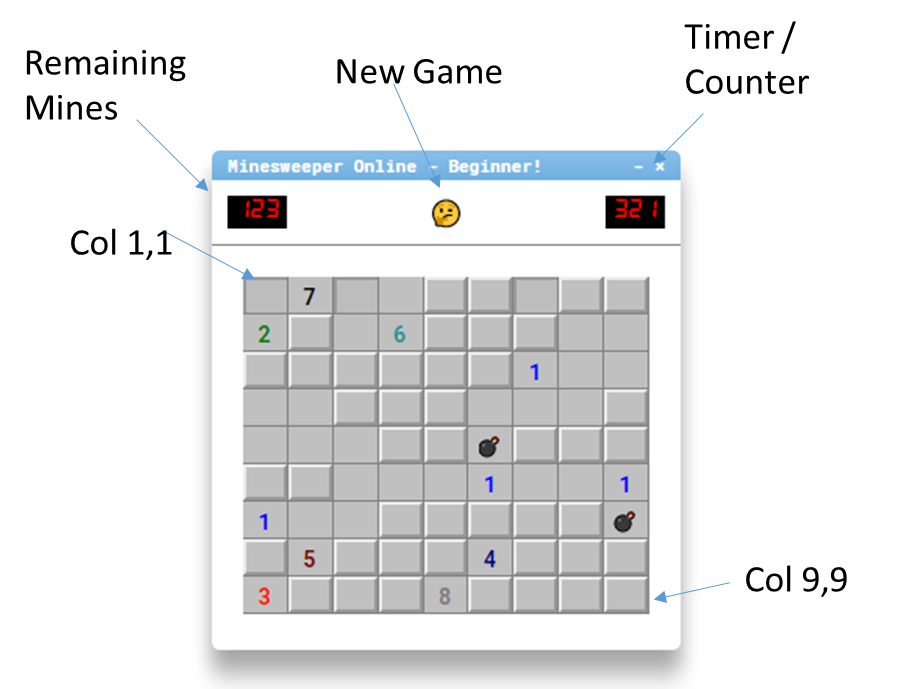 Remaining
Mines
New Game
Timer /
Counter
Minesweeper Online - Beginner!
123
321
Col 1,1
7
2 6
1
1 1
1
5 4
3 8
Col 9,9